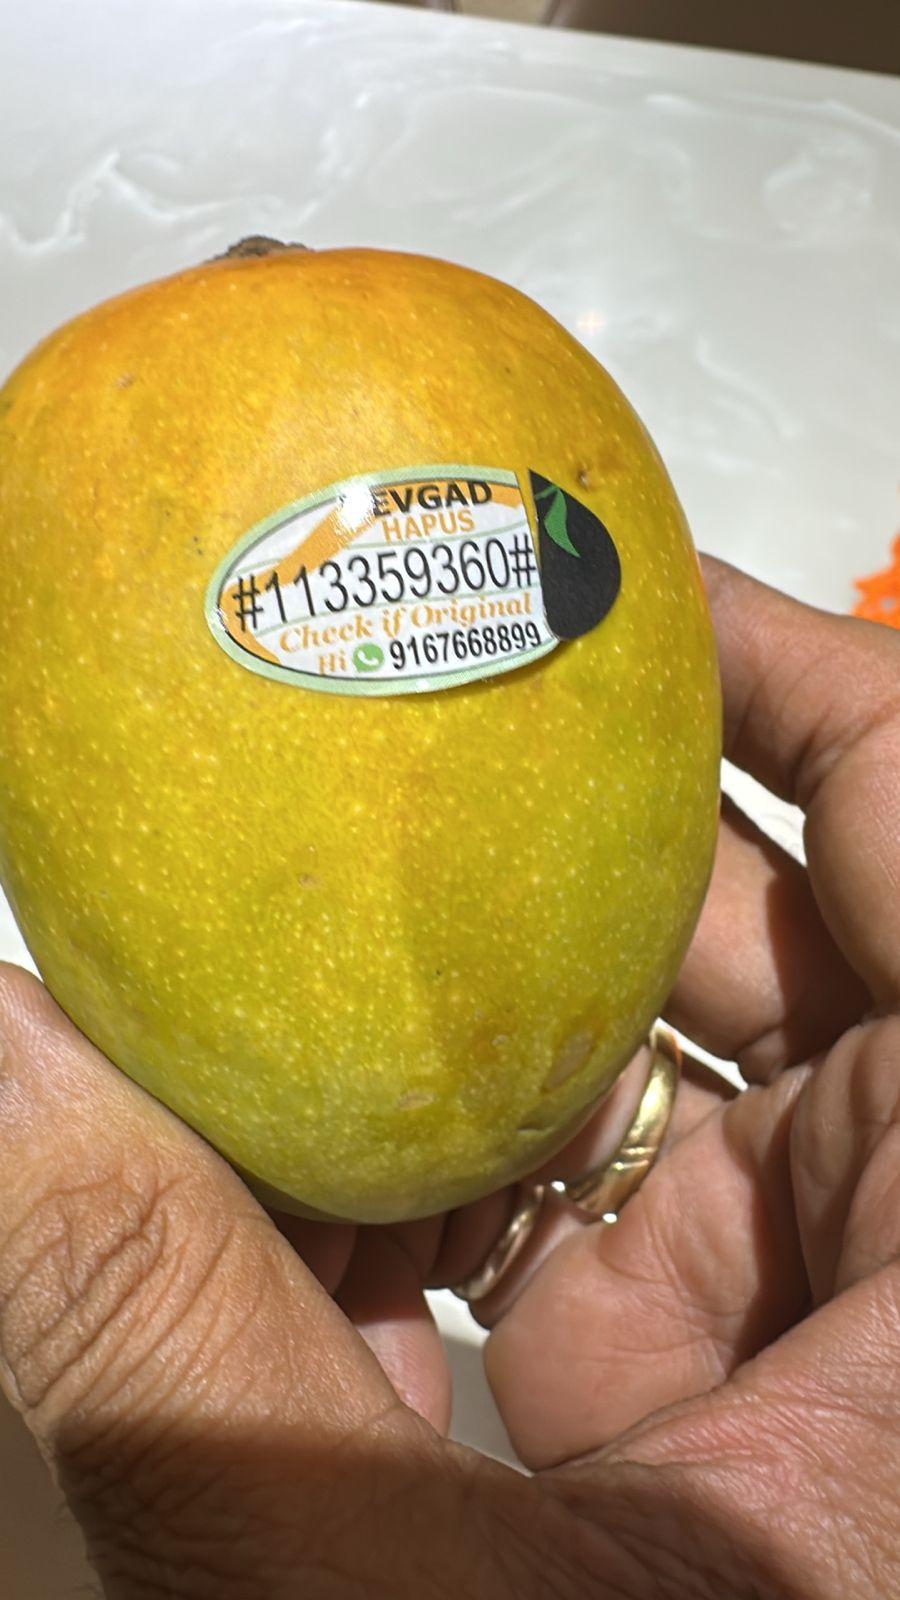 EVGAD
HAPUS
#113359360#
Check if Original
Hi 9167668899